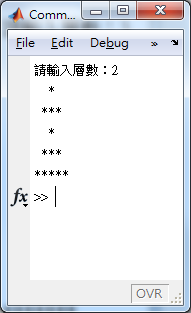 Comm...
File Edit Debug »
請輸入層數：2
  *
 ***
  *
 ***
*****
fx >>
OVR